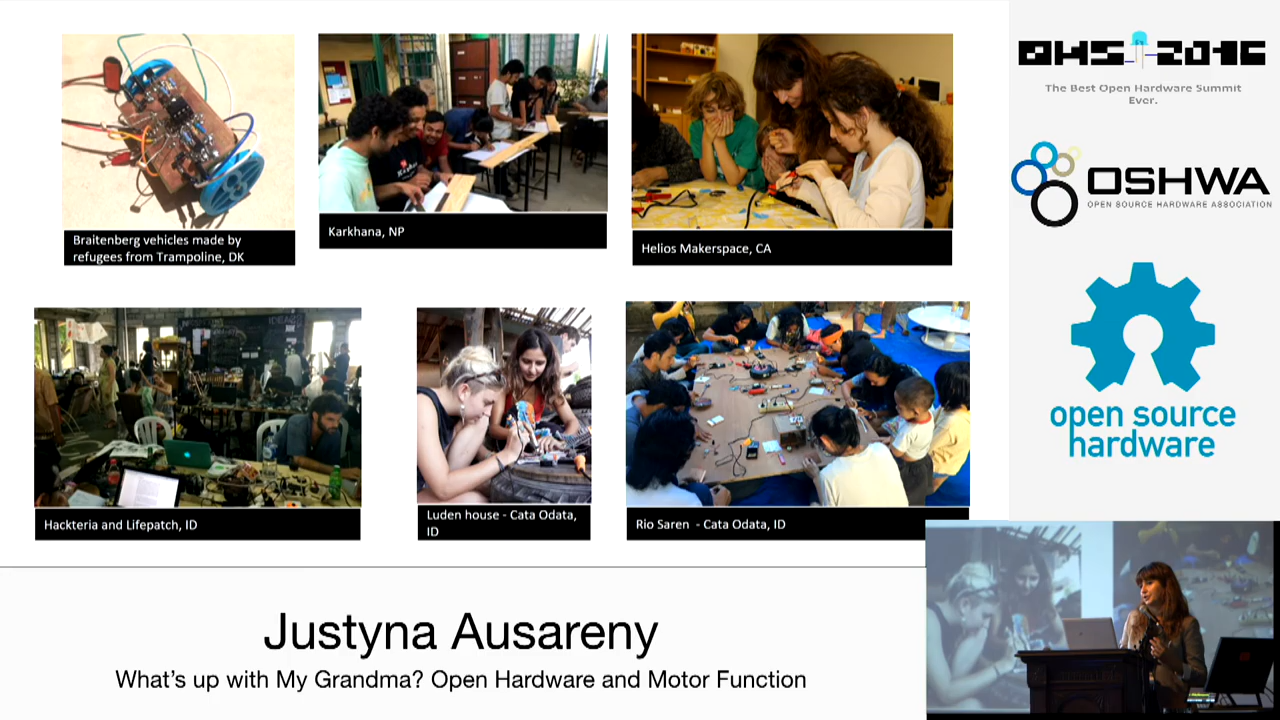 OHS 2016
The Best Open Hardware Summit
Ever.
OSHWA
OPEN SOURCE HARDWARE ASSOCIATION
open source
hardware
Braitenberg vehicles made by
refugees from Trampoline, DK
Karkhana, NP
Helios Makerspace, CA
Hackteria and Lifepatch, ID
Luden house - Cata Odata,
ID
Rio Saren - Cata Odata, ID
Justyna Ausareny
What's up with My Grandma? Open Hardware and Motor Function